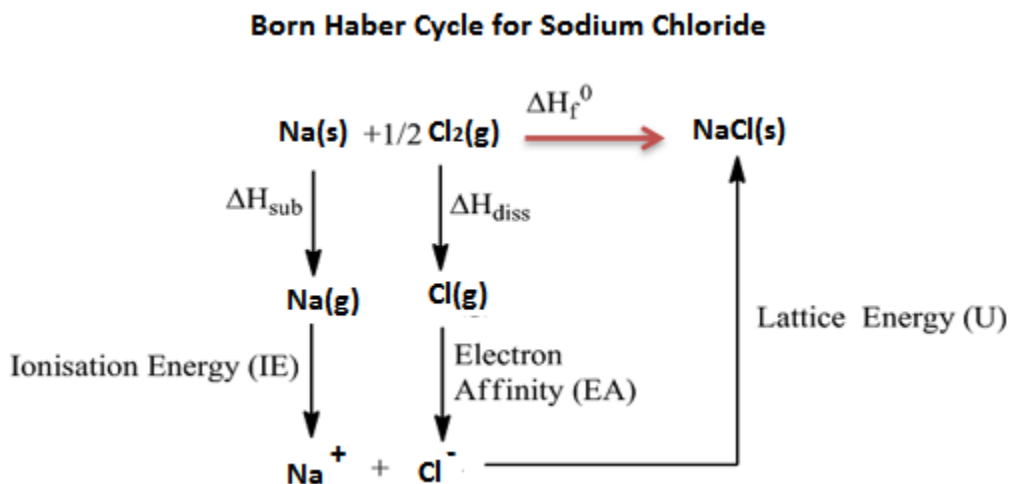 Born Haber Cycle for Sodium Chloride
ΔHf⁰
Na(s) +1/2 Cl₂(g) NaCl(s)
ΔHsub ΔHdiss
Na(g) Cl(g)
Lattice Energy (U)
Ionisation Energy (IE)
Electron
Affinity (EA)
Na⁺ + Cl⁻